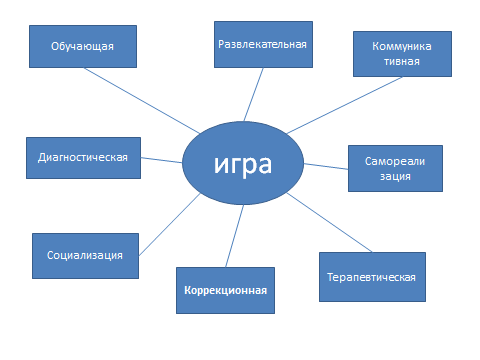 Обучающая
Развлекательная
Коммуника
тивная
Диагностическая
игра
Самореали
зация
Социализация
Коррекционная
Терапевтическая